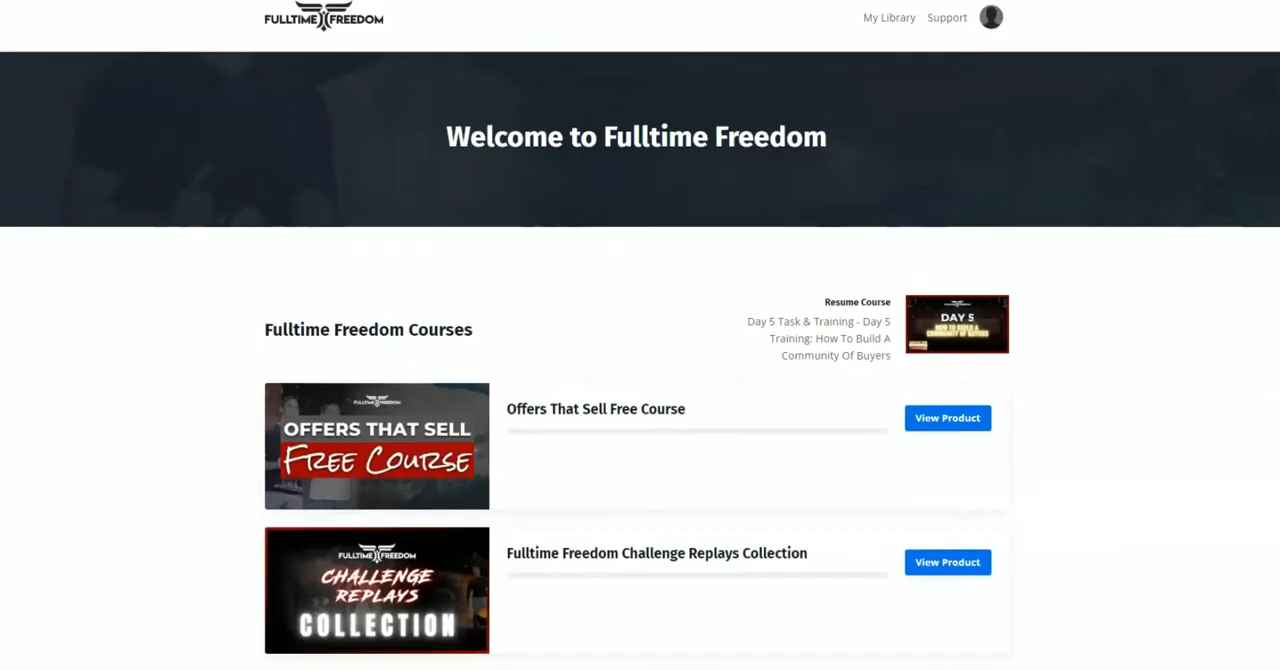 FULLTIME FREEDOM
My Library Support
Welcome to Fulltime Freedom
Resume Course
Day 5 Task & Training - Day 5
Training: How To Build A
Community Of Buyers
DAY 5
HOW TO BUILD A
COMMUNITY OF BUYERS
Fulltime Freedom Courses
FULLTIME FREEDOM
OFFERS THAT SELL
FREE COURSE
Offers That Sell Free Course
View Product
FULLTIME FREEDOM
CHALLENGE
REPLAYS
COLLECTION
Fulltime Freedom Challenge Replays Collection
View Product